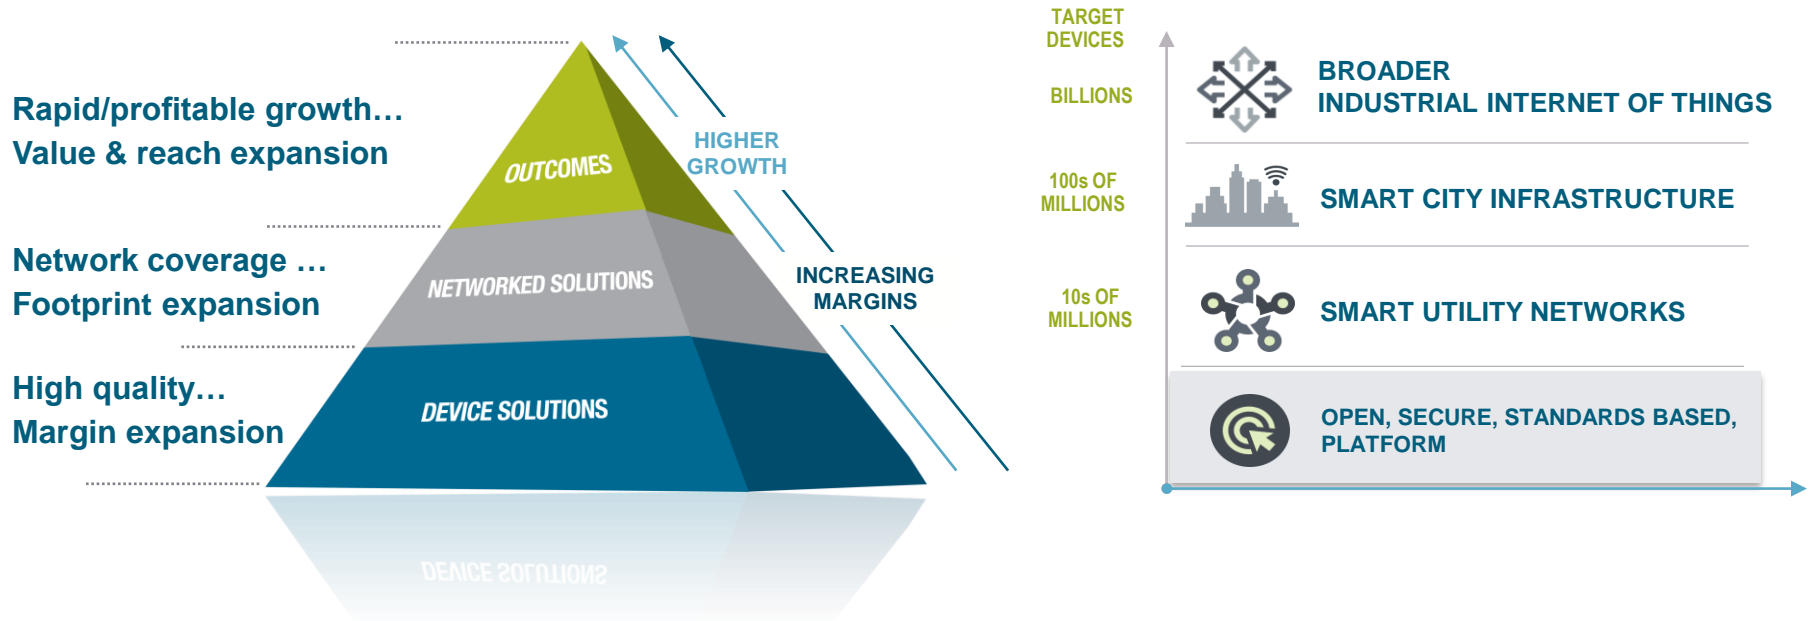 Rapid/profitable growth…
Value & reach expansion
Network coverage …
Footprint expansion
High quality…
Margin expansion
OUTCOMES
NETWORKED SOLUTIONS
DEVICE SOLUTIONS
DEVICE SOLUTIONS
HIGHER
GROWTH
INCREASING
MARGINS
TARGET
DEVICES
BILLIONS
BROADER
INDUSTRIAL INTERNET OF THINGS
100s OF
MILLIONS
SMART CITY INFRASTRUCTURE
10s OF
MILLIONS
SMART UTILITY NETWORKS
OPEN, SECURE, STANDARDS BASED,
PLATFORM